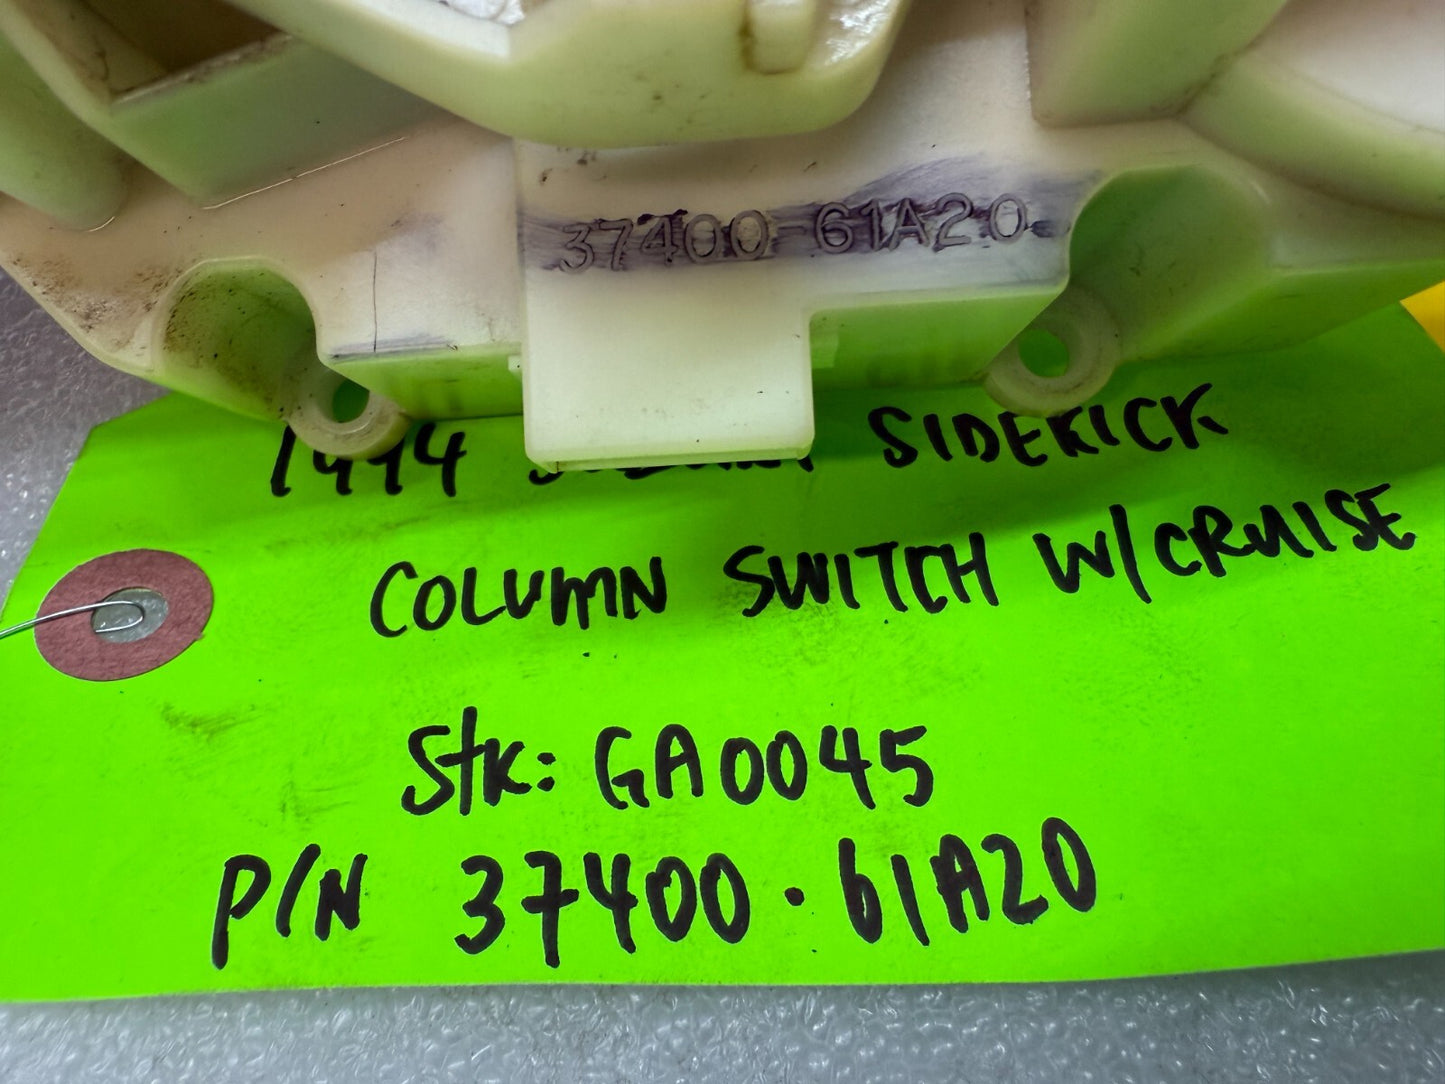 37400-61A20
1994 SIDEKICK
COLUMN SWITCH W/CRUISE
Stk: GA0045
P/N 37400-61A20